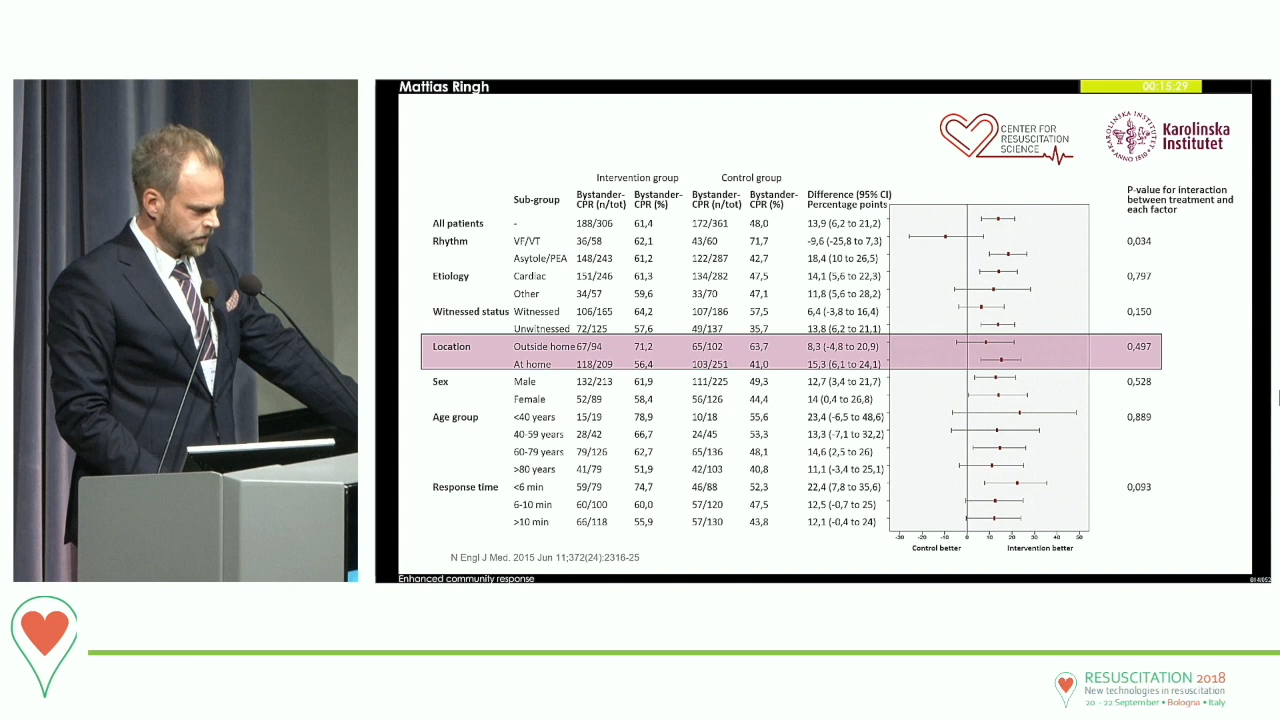 Mattias Ringh
00:15:29
CENTER FOR
RESUSCITATION
SCIENCE
KAROLINSKA INSTITUTET ANNO 1810
Karolinska
Institutet
Intervention group Control group
Sub-group Bystander-CPR (n/tot) Bystander-CPR (%) Bystander-CPR (n/tot) Bystander-CPR (%) Difference (95% CI) Percentage points P-value for interaction between treatment and each factor
All patients - 188/306 61,4 172/361 48,0 13,9 (6,2 to 21,2)
Rhythm VF/VT 36/58 62,1 43/60 71,7 -9,6 (-25,8 to 7,3) 0,034
Asytole/PEA 148/243 61,2 122/287 42,7 18,4 (10 to 26,5)
Etiology Cardiac 151/246 61,3 134/282 47,5 14,1 (5,6 to 22,3) 0,797
Other 34/57 59,6 33/70 47,1 11,8 (5,6 to 28,2)
Witnessed status Witnessed 106/165 64,2 107/186 57,5 6,4 (-3,8 to 16,4) 0,150
Unwitnessed 72/125 57,6 49/137 35,7 13,8 (6,2 to 21,1)
Location Outside home 67/94 71,2 65/102 63,7 8,3 (-4,8 to 20,9) 0,497
At home 118/209 56,4 103/251 41,0 15,3 (6,1 to 24,1)
Sex Male 132/213 61,9 111/225 49,3 12,7 (3,4 to 21,7) 0,528
Female 52/89 58,4 56/126 44,4 14 (0,4 to 26,8)
Age group <40 years 15/19 78,9 10/18 55,6 23,4 (-6,5 to 48,6) 0,889
40-59 years 28/42 66,7 24/45 53,3 13,3 (-7,1 to 32,2)
60-79 years 79/126 62,7 65/136 48,1 14,6 (2,5 to 26)
>80 years 41/79 51,9 42/103 40,8 11,1 (-3,4 to 25,1)
Response time <6 min 59/79 74,7 46/88 52,3 22,4 (7,8 to 35,6) 0,093
6-10 min 60/100 60,0 57/120 47,5 12,5 (-0,7 to 25)
>10 min 66/118 55,9 57/130 43,8 12,1 (-0,4 to 24)
-30 -20 -10 0 10 20 30 40 50
Control better Intervention better
N Engl J Med. 2015 Jun 11;372(24):2316-25
Enhanced community response
RESUSCITATION 2018
New technologies in resuscitation
20 - 22 September • Bologna • Italy